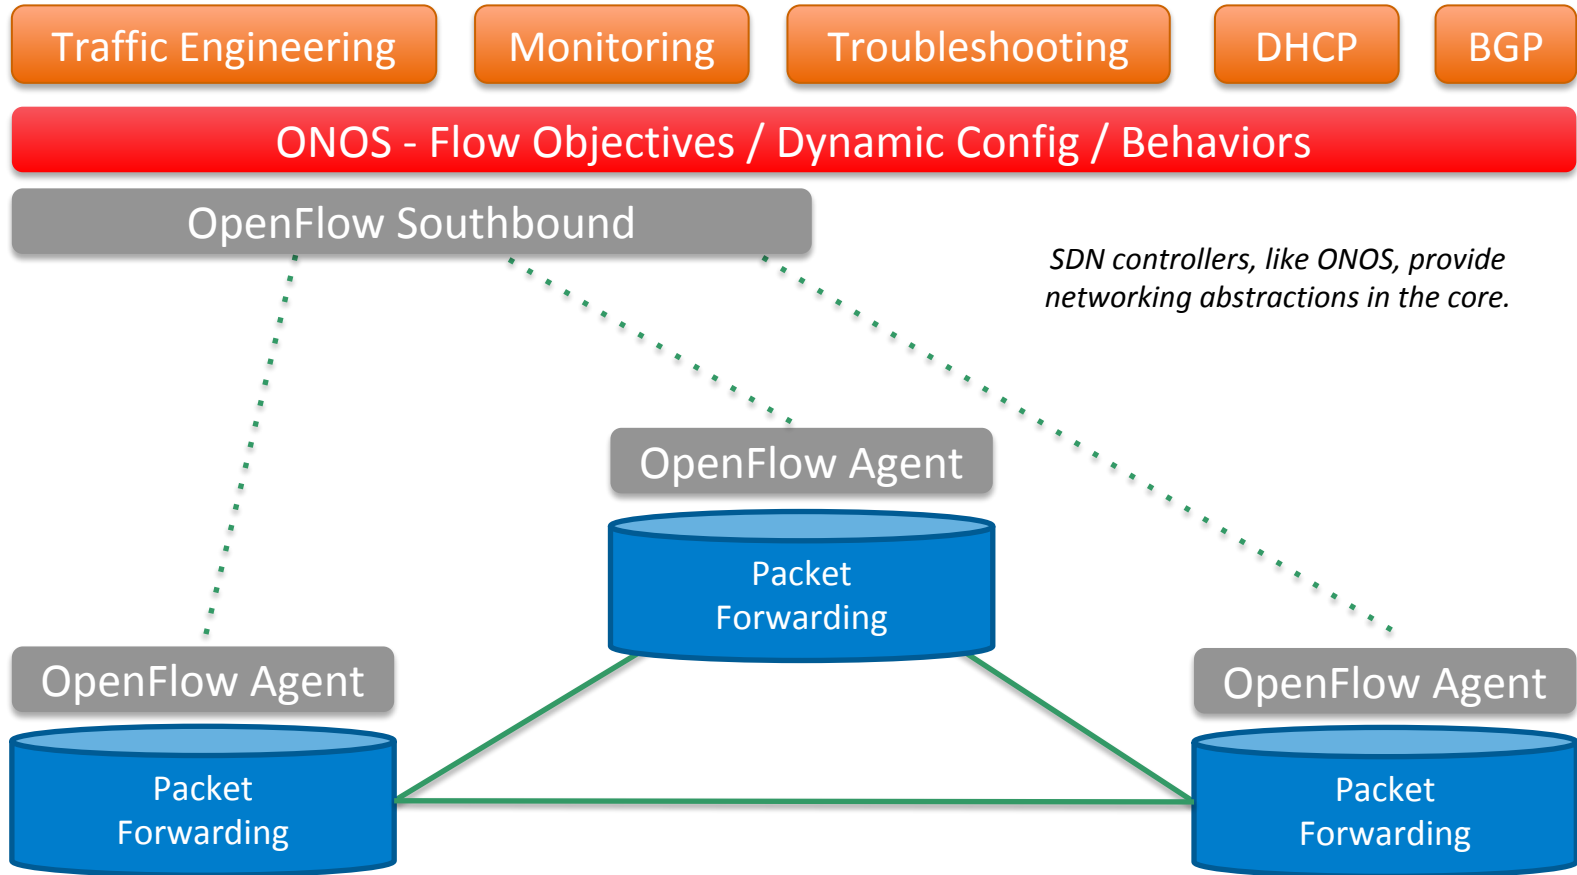 Traffic Engineering
Monitoring
Troubleshooting
DHCP
BGP
ONOS - Flow Objectives / Dynamic Config / Behaviors
OpenFlow Southbound
SDN controllers, like ONOS, provide
networking abstractions in the core.
OpenFlow Agent
Packet
Forwarding
OpenFlow Agent
Packet
Forwarding
OpenFlow Agent
Packet
Forwarding